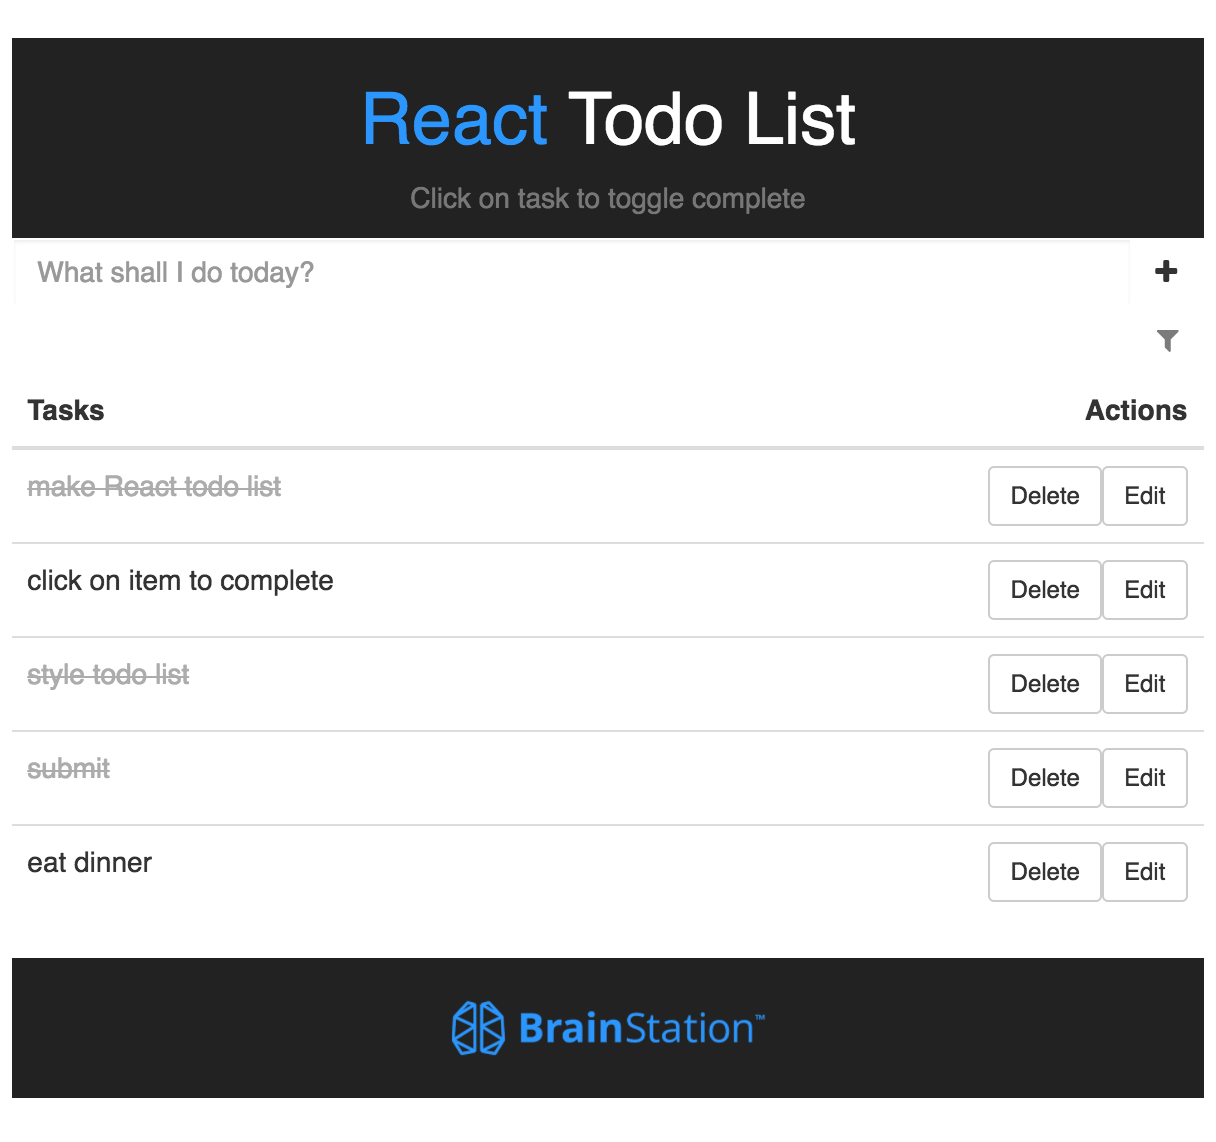 React Todo List
Click on task to toggle complete
What shall I do today?
Tasks Actions
make React todo list Delete Edit
click on item to complete Delete Edit
style todo list Delete Edit
submit Delete Edit
eat dinner Delete Edit
BrainStation™